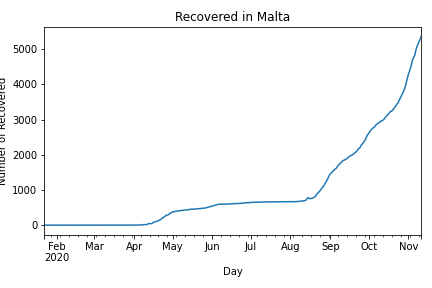 Recovered in Malta
Number of Recovered
5000
4000
3000
2000
1000
0
Feb Mar Apr May Jun Jul Aug Sep Oct Nov
2020
Day